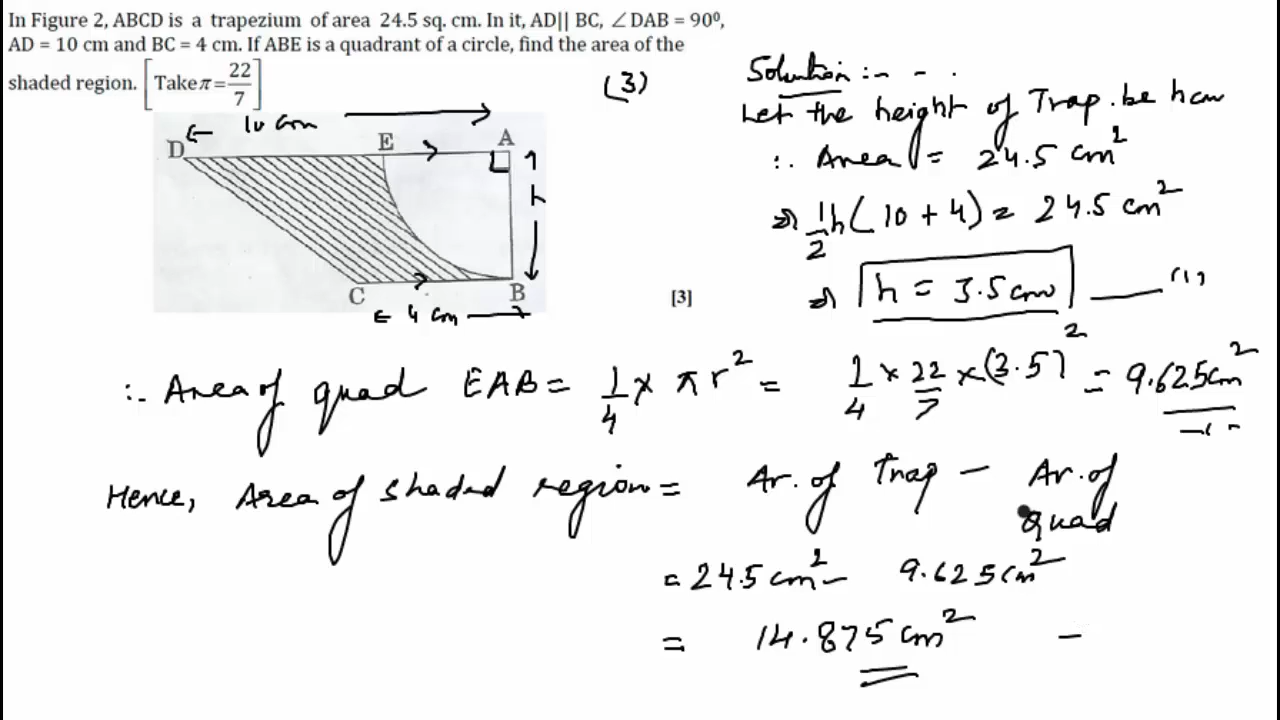 In Figure 2, ABCD is a trapezium of area 24.5 sq. cm. In it, AD|| BC, ∠DAB = 90⁰,
AD = 10 cm and BC = 4 cm. If ABE is a quadrant of a circle, find the area of the
shaded region. [Take π = 22/7]
(3)
10 cm
D E A
h
C B
4 cm
[3]
Solution :- - .
Let the height of Trap. be h cm
∴ Area = 24.5 cm²
⇒ 1/2 h(10 + 4) = 24.5 cm²
⇒ h = 3.5 cm —— (1)
∴ Area of quad EAB = 1/4 × π r² = 1/4 × 22/7 × (3.5)² = 9.625 cm²
Hence, Area of shaded region = Ar. of Trap – Ar. of
quad
= 24.5 cm² – 9.625 cm²
= 14.875 cm² –